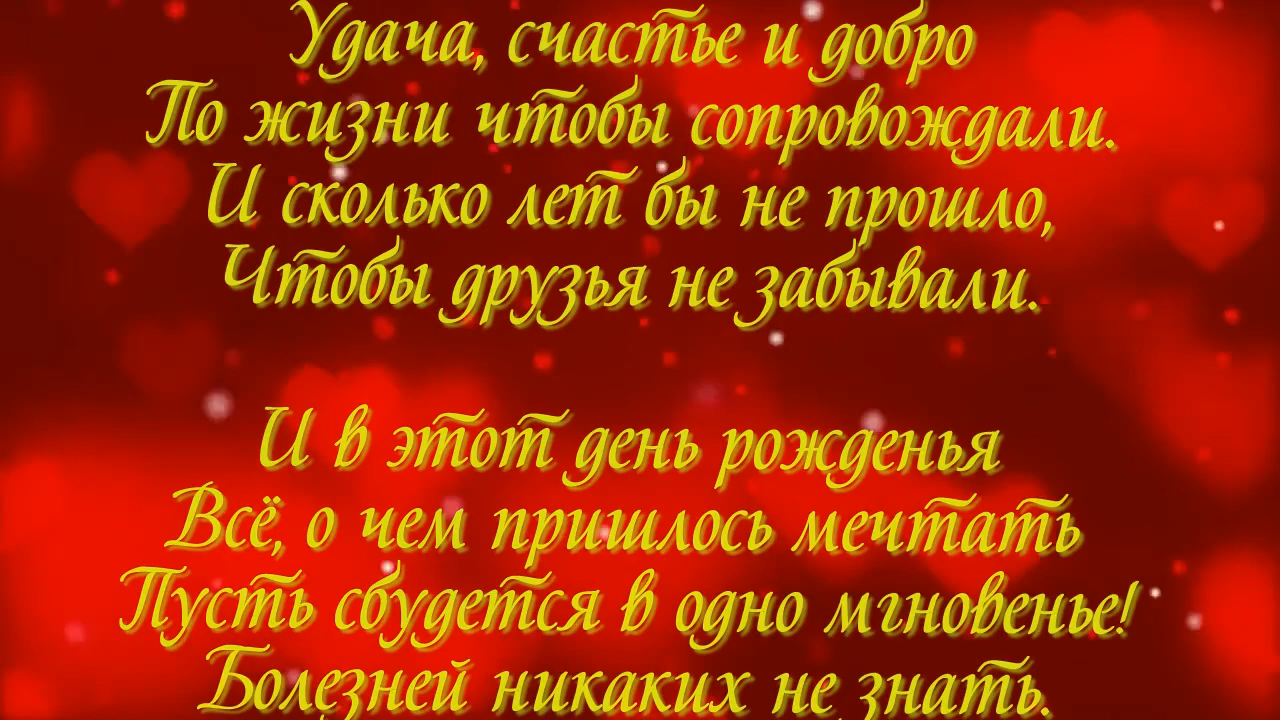 Удача, счастье и добро
По жизни чтобы сопровождали.
И сколько лет бы не прошло,
Чтобы друзья не забывали.
И в этот день рожденья
Всё, о чем пришлось мечтать
Пусть сбудется в одно мгновенье!
Болезней никаких не знать.